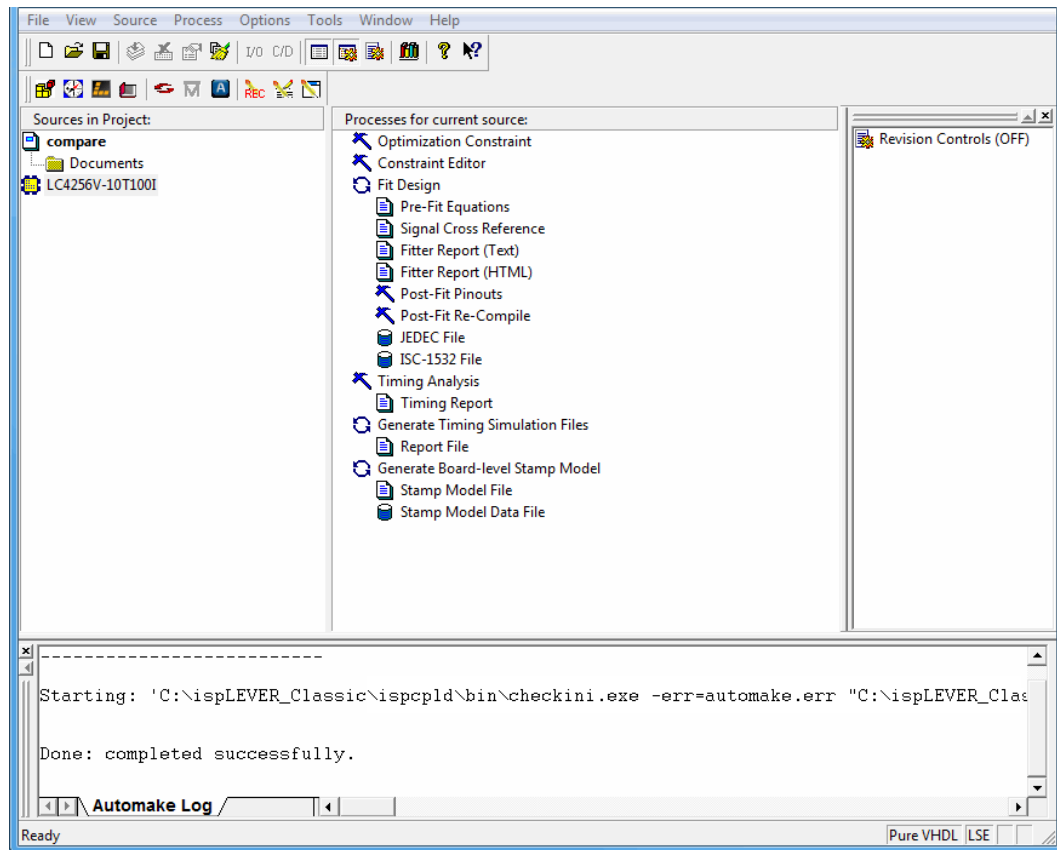 File View Source Process Options Tools Window Help
I/O C/D
REC
Sources in Project:
compare
Documents
LC4256V-10T100I
Processes for current source:
Optimization Constraint
Constraint Editor
Fit Design
Pre-Fit Equations
Signal Cross Reference
Fitter Report (Text)
Fitter Report (HTML)
Post-Fit Pinouts
Post-Fit Re-Compile
JEDEC File
ISC-1532 File
Timing Analysis
Timing Report
Generate Timing Simulation Files
Report File
Generate Board-level Stamp Model
Stamp Model File
Stamp Model Data File
Revision Controls (OFF)
--------------------------
Starting: 'C:\ispLEVER_Classic\ispcpld\bin\checkini.exe -err=automake.err "C:\ispLEVER_Clas
Done: completed successfully.
Automake Log
Ready
Pure VHDL LSE